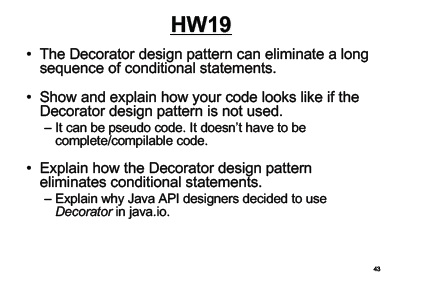 HW19
• The Decorator design pattern can eliminate a long
sequence of conditional statements.
• Show and explain how your code looks like if the
Decorator design pattern is not used.
– It can be pseudo code. It doesn't have to be
complete/compilable code.
• Explain how the Decorator design pattern
eliminates conditional statements.
– Explain why Java API designers decided to use
Decorator in java.io.
43